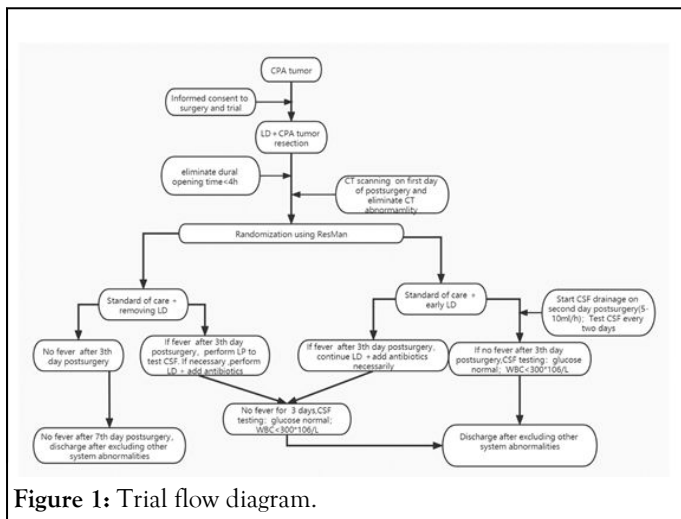 CPA tumor
Informed consent to
surgery and trial
LD+CPA tumor
resection
eliminate dural
opening time<4h
CT scanning on first day
of postsurgery and
eliminate CT
abnormamlity
Randomization using ResMan
Standard of care +
removing LD
Standard of care +
early LD
Start CSF drainage on
second day postsurgery(5-
10ml/h); Test CSF every
two days
No fever after 3th
day postsurgery
If fever after 3th day
postsurgery, perform LP to
test CSF. If necessary ,perform
LD + add antibiotics
If fever after 3th day postsurgery,
continue LD + add antibiotics
necessarily
If no fever after 3th day
postsurgery,CSF testing: glucose
normal; WBC<300*106/L
No fever for 3 days,CSF
testing: glucose normal;
WBC<300*106/L
No fever after 7th day postsurgery,
discharge after excluding other
system abnormalities
Discharge after excluding other
system abnormalities
Figure 1: Trial flow diagram.